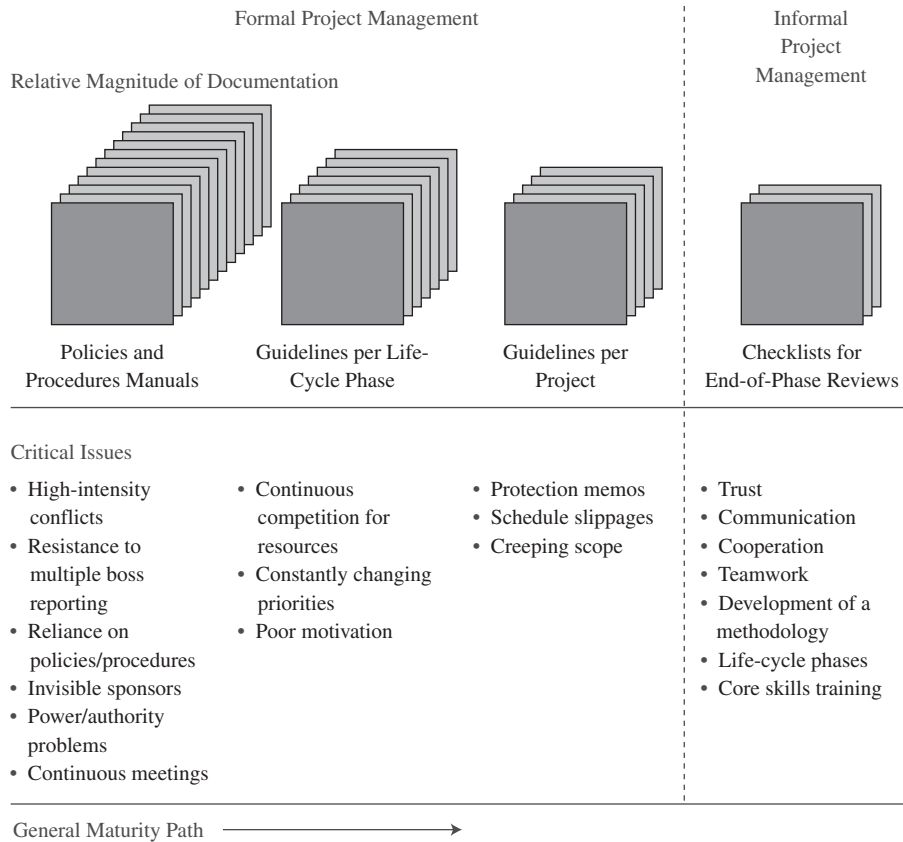 Formal Project Management
Informal
Project
Management
Relative Magnitude of Documentation
Policies and
Procedures Manuals
Guidelines per Life-
Cycle Phase
Guidelines per
Project
Checklists for
End-of-Phase Reviews
Critical Issues
• High-intensity
conflicts
• Resistance to
multiple boss
reporting
• Reliance on
policies/procedures
• Invisible sponsors
• Power/authority
problems
• Continuous meetings
• Continuous
competition for
resources
• Constantly changing
priorities
• Poor motivation
• Protection memos
• Schedule slippages
• Creeping scope
• Trust
• Communication
• Cooperation
• Teamwork
• Development of a
methodology
• Life-cycle phases
• Core skills training
General Maturity Path